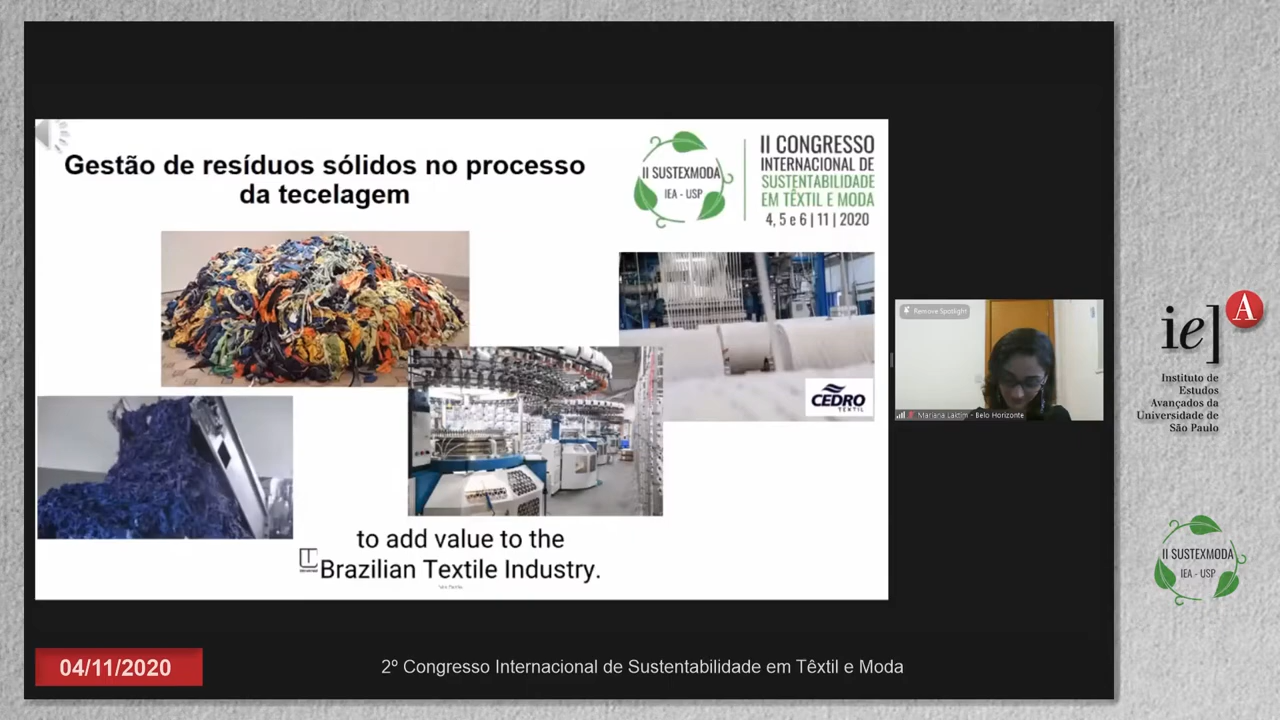 Gestão de resíduos sólidos no processo
da tecelagem
II SUSTEXMODA
IEA - USP
II CONGRESSO
INTERNACIONAL DE
SUSTENTABILIDADE
EM TÊXTIL E MODA
4, 5 e 6 | 11 | 2020
CEDRO
TÊXTIL
to add value to the
Brazilian Textile Industry.
Remove Spotlight
Mariana Laktim - Belo Horizonte
ie]
A
Instituto de
Estudos
Avançados da
Universidade de
São Paulo
II SUSTEXMODA
IEA - USP
04/11/2020
2º Congresso Internacional de Sustentabilidade em Têxtil e Moda